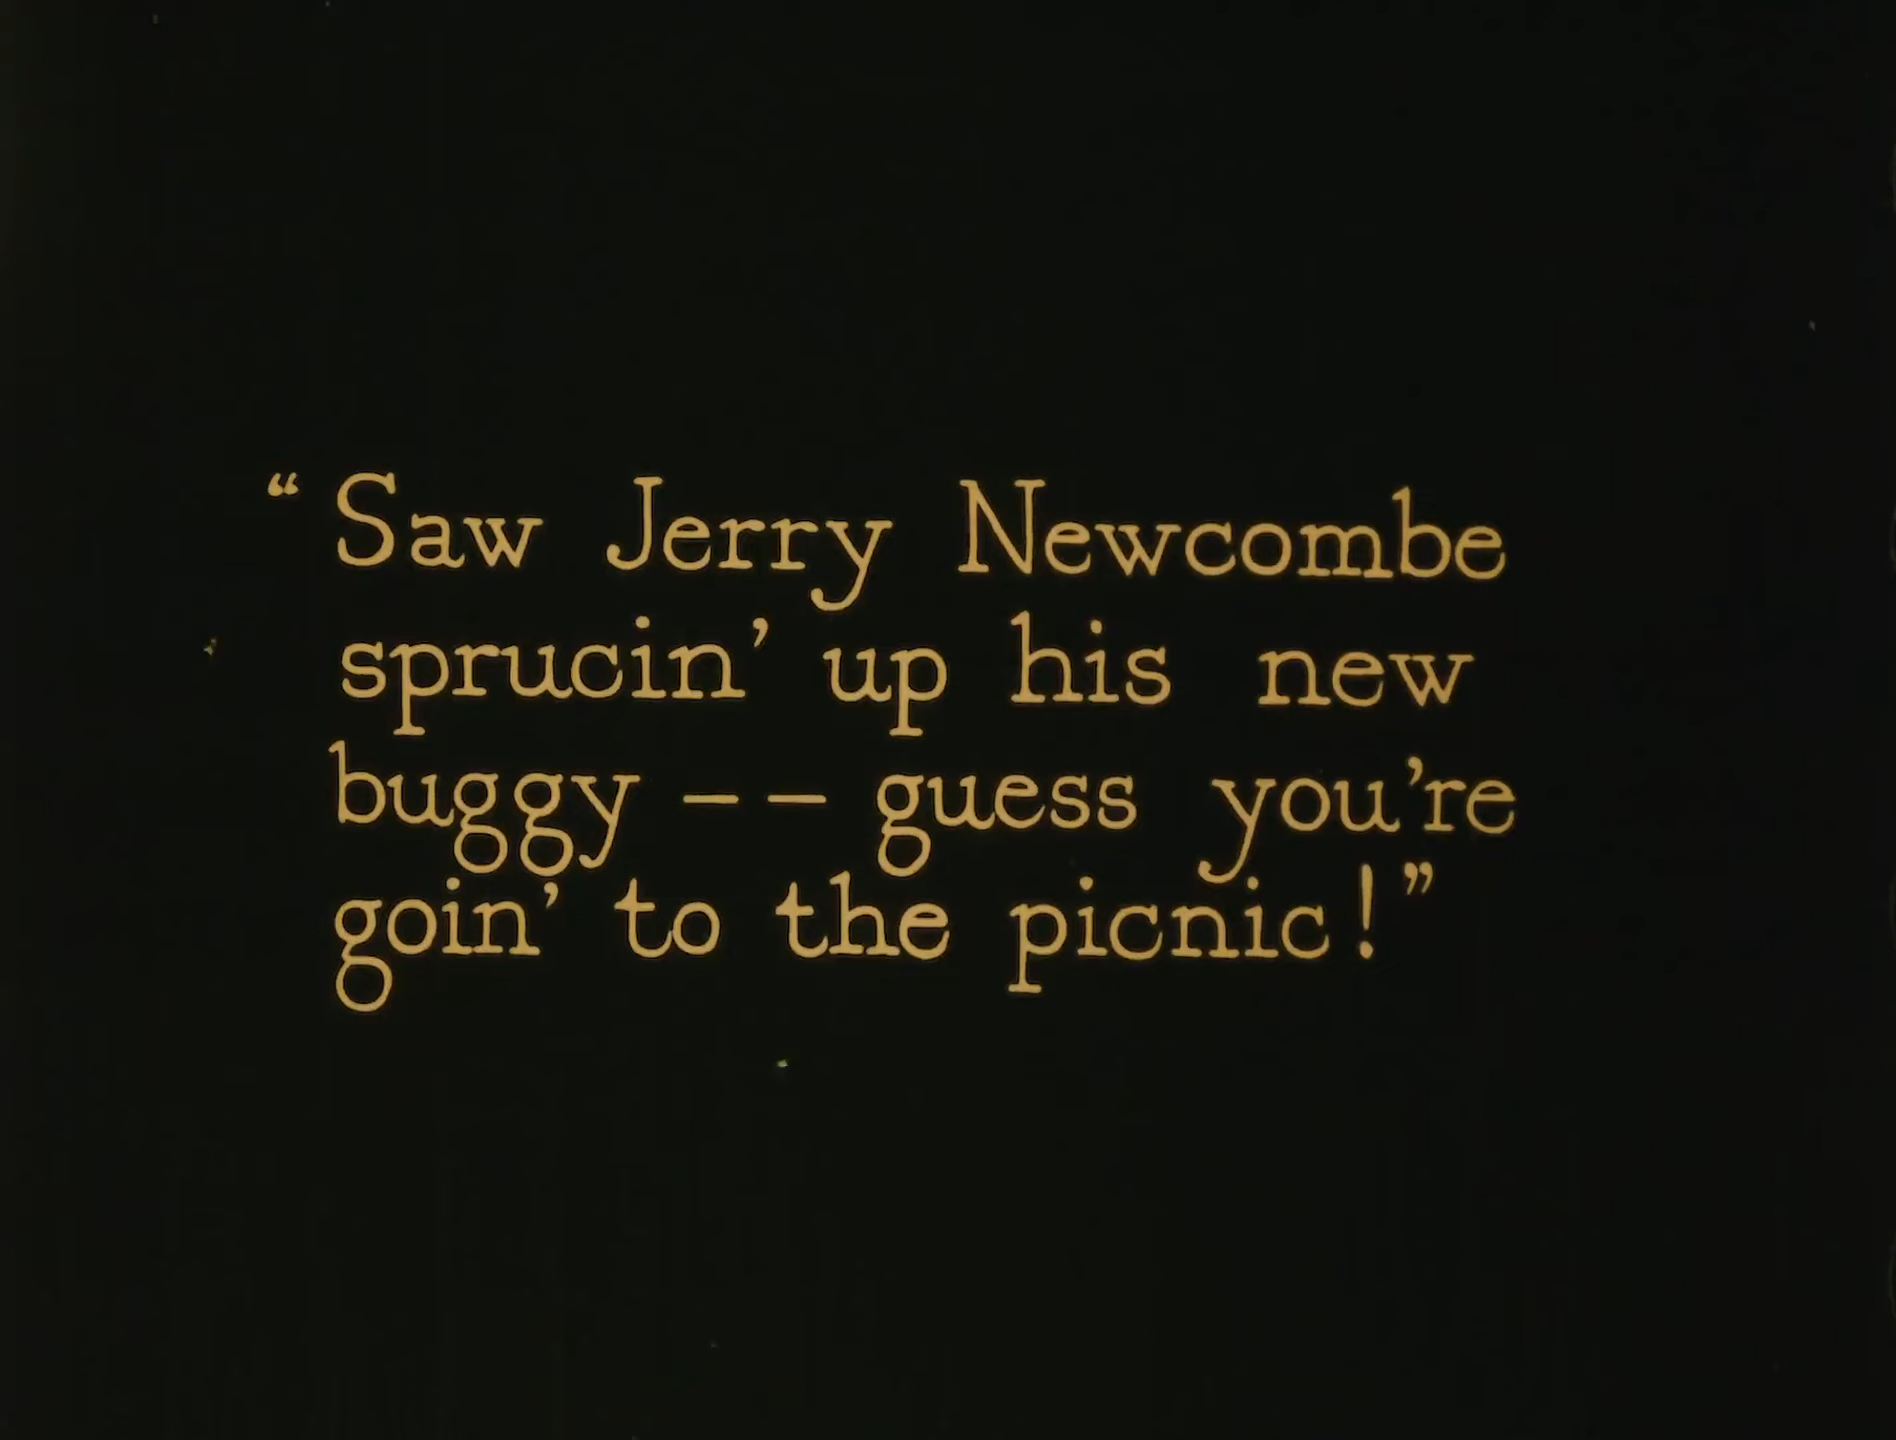 “Saw Jerry Newcombe
sprucin’ up his new
buggy -- guess you’re
goin’ to the picnic!”